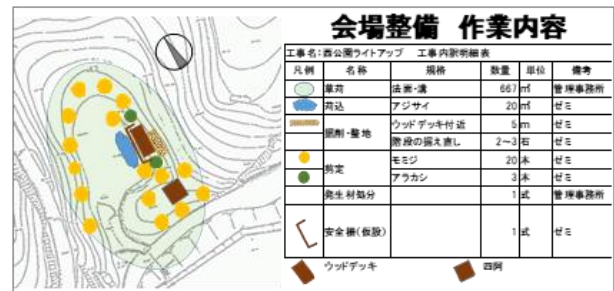 会場整備 作業内容
工事名：西公園ライトアップ 工事内訳明細表
凡例 名称 規格 数量 単位 備考
草苅 法面・溝 667 ㎡ 管理事務所
苅込 アジサイ 20 ㎡ ゼミ
掘削・整地 ウッドデッキ付近 5 m ゼミ
階段の据え直し 2〜3 石 ゼミ
剪定 モミジ 20 本 ゼミ
アラカシ 3 本 ゼミ
発生材処分 1 式 管理事務所
安全柵(仮設) 1 式 ゼミ
ウッドデッキ 四阿